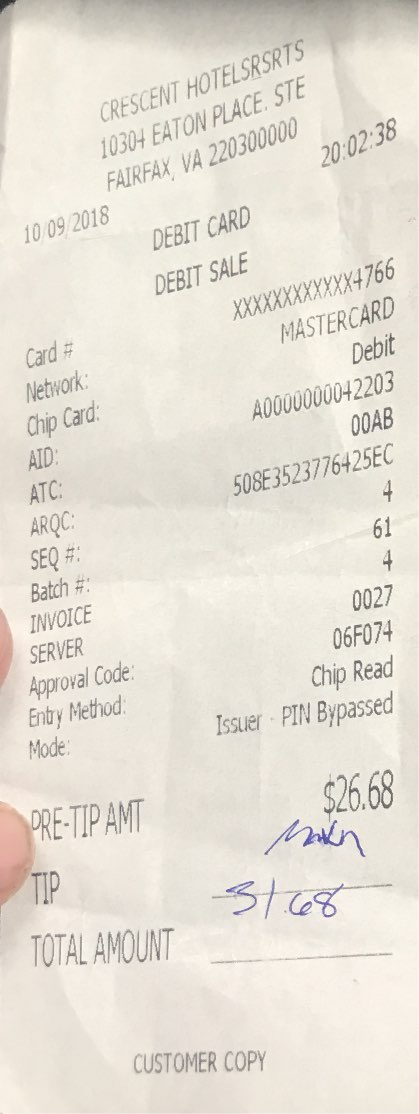 CRESCENT HOTELSRSRTS
10304 EATON PLACE. STE
FAIRFAX, VA 220300000
10/09/2018 20:02:38
DEBIT CARD
DEBIT SALE
Card # XXXXXXXXXXXX4766
Network: MASTERCARD
Chip Card: Debit
AID: A0000000042203
ATC: 00AB
ARQC: 508E3523776425EC
SEQ #: 4
Batch #: 61
INVOICE 4
SERVER 0027
Approval Code: 06F074
Entry Method: Chip Read
Mode: Issuer - PIN Bypassed
PRE-TIP AMT $26.68
TIP 31.68
TOTAL AMOUNT
CUSTOMER COPY